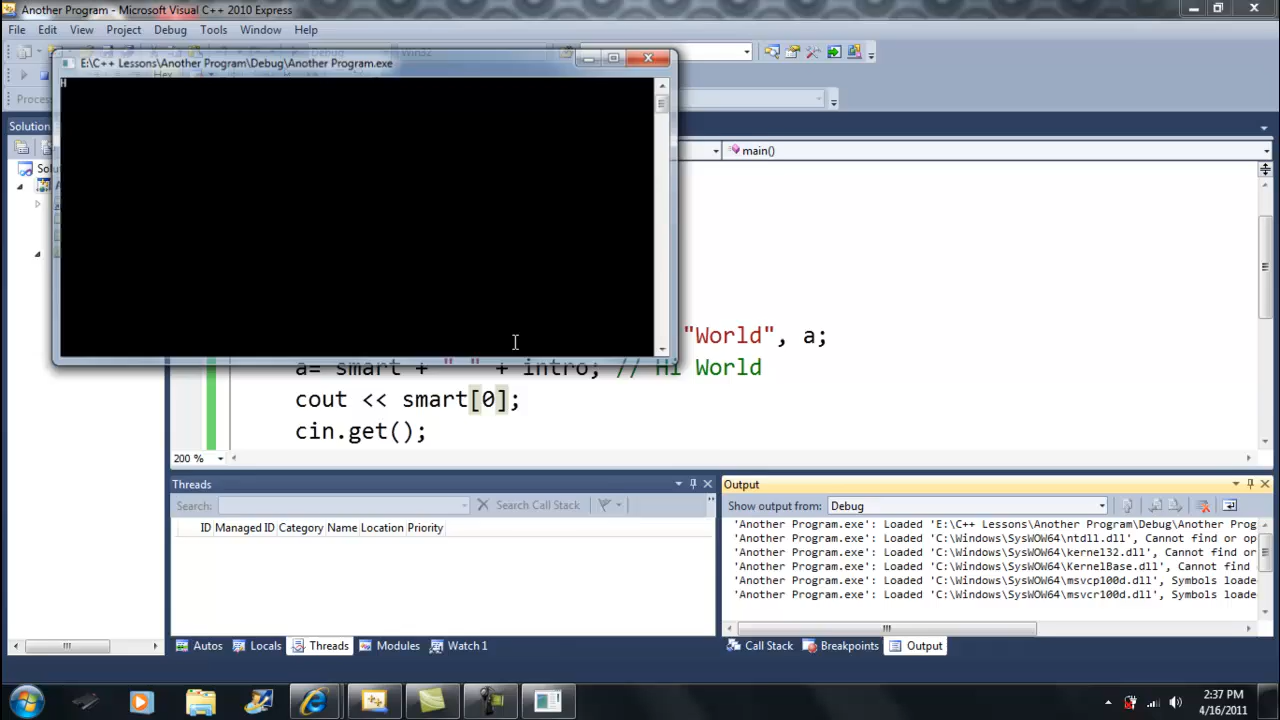 Another Program - Microsoft Visual C++ 2010 Express
File Edit View Project Debug Tools Window Help
E:\C++ Lessons\Another Program\Debug\Another Program.exe
H
Process
Solution
main()
Solu
"World", a;
a= smart + " " + intro; // Hi World
cout << smart[0];
cin.get();
200 %
Threads
Search: Search Call Stack
ID Managed ID Category Name Location Priority
Autos Locals Threads Modules Watch 1
Output
Show output from: Debug
'Another Program.exe': Loaded 'E:\C++ Lessons\Another Program\Debug\Another Prog
'Another Program.exe': Loaded 'C:\Windows\SysWOW64\ntdll.dll', Cannot find or op
'Another Program.exe': Loaded 'C:\Windows\SysWOW64\kernel32.dll', Cannot find or
'Another Program.exe': Loaded 'C:\Windows\SysWOW64\KernelBase.dll', Cannot find
'Another Program.exe': Loaded 'C:\Windows\SysWOW64\msvcp100d.dll', Symbols loade
'Another Program.exe': Loaded 'C:\Windows\SysWOW64\msvcr100d.dll', Symbols loade
Call Stack Breakpoints Output
2:37 PM
4/16/2011